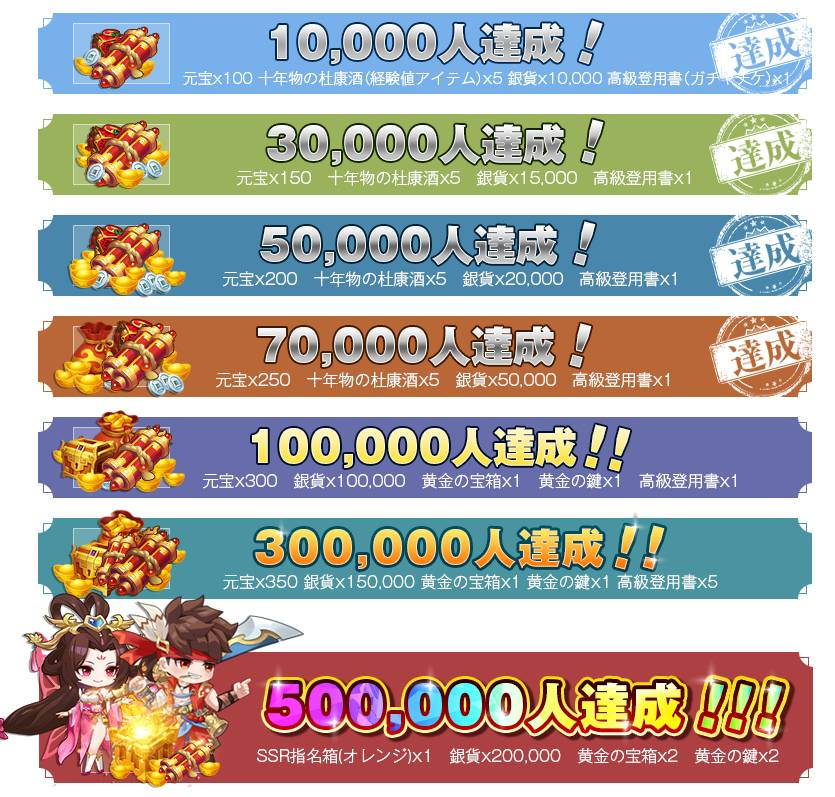 10,000人達成！
元宝x100 十年物の杜康酒(経験値アイテム)x5 銀貨x10,000 高級登用書(ガチャチケ)x1
達成
30,000人達成！
元宝x150　十年物の杜康酒x5　銀貨x15,000　高級登用書x1
達成
50,000人達成！
元宝x200　十年物の杜康酒x5　銀貨x20,000　高級登用書x1
達成
70,000人達成！
元宝x250　十年物の杜康酒x5　銀貨x50,000　高級登用書x1
達成
100,000人達成！！
元宝x300　銀貨x100,000　黄金の宝箱x1　黄金の鍵x1　高級登用書x1
300,000人達成！！
元宝x350 銀貨x150,000 黄金の宝箱x1 黄金の鍵x1 高級登用書x5
500,000人達成！！！
SSR指名箱(オレンジ)x1　銀貨x200,000　黄金の宝箱x2　黄金の鍵x2